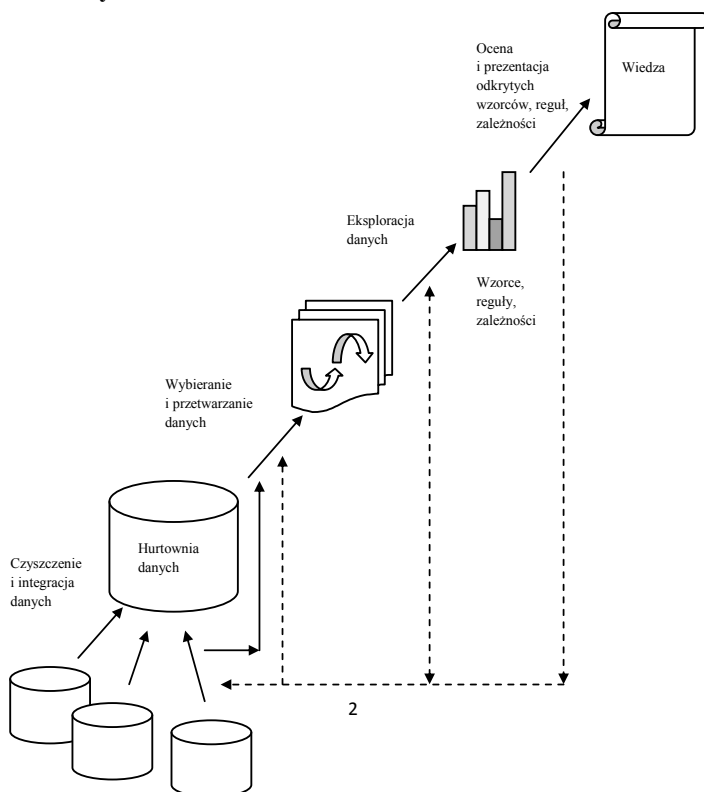 Ocena
i prezentacja
odkrytych
wzorców, reguł,
zależności
Wiedza
Eksploracja
danych
Wzorce,
reguły,
zależności
Wybieranie
i przetwarzanie
danych
Hurtownia
danych
Czyszczenie
i integracja
danych
2